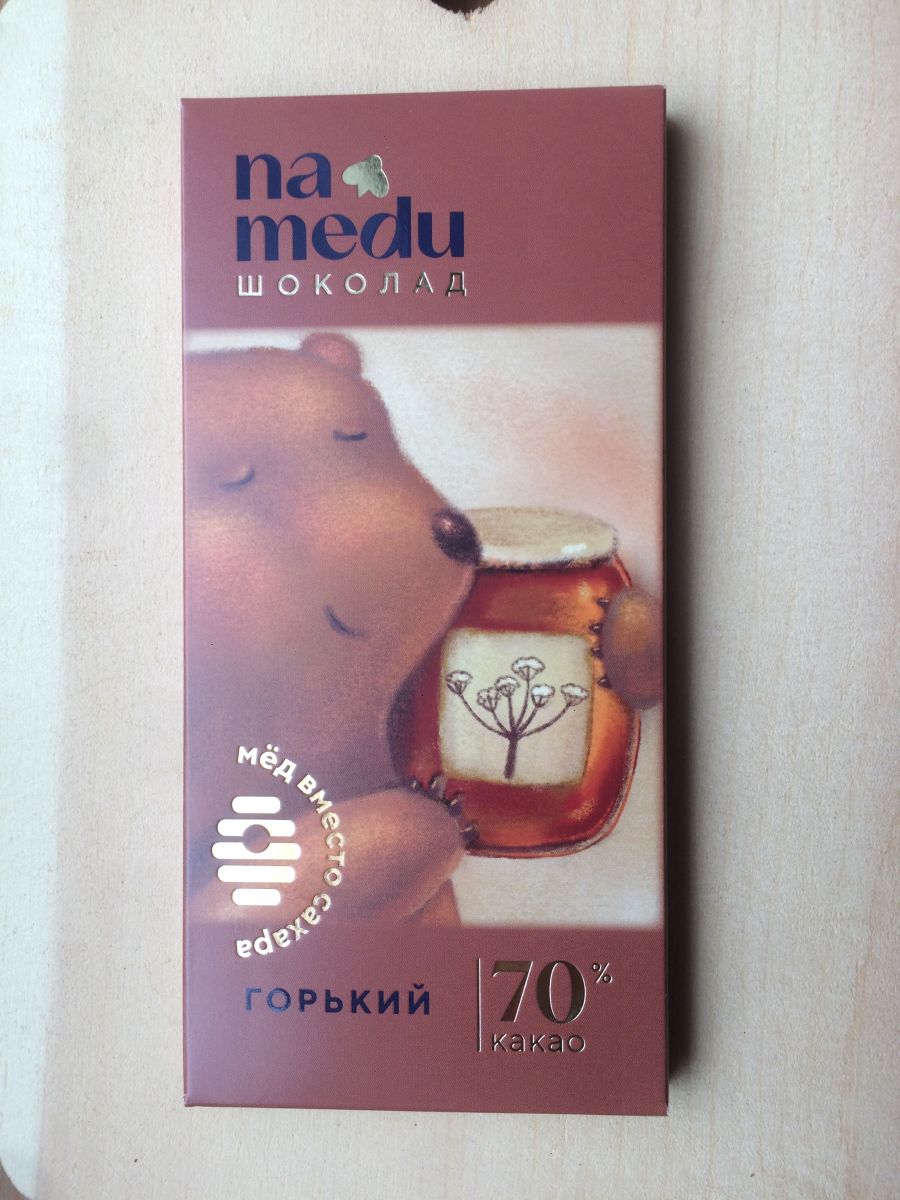 na
medu
ШОКОЛАД
мёд вместо сахара
ГОРЬКИЙ
70%
какао